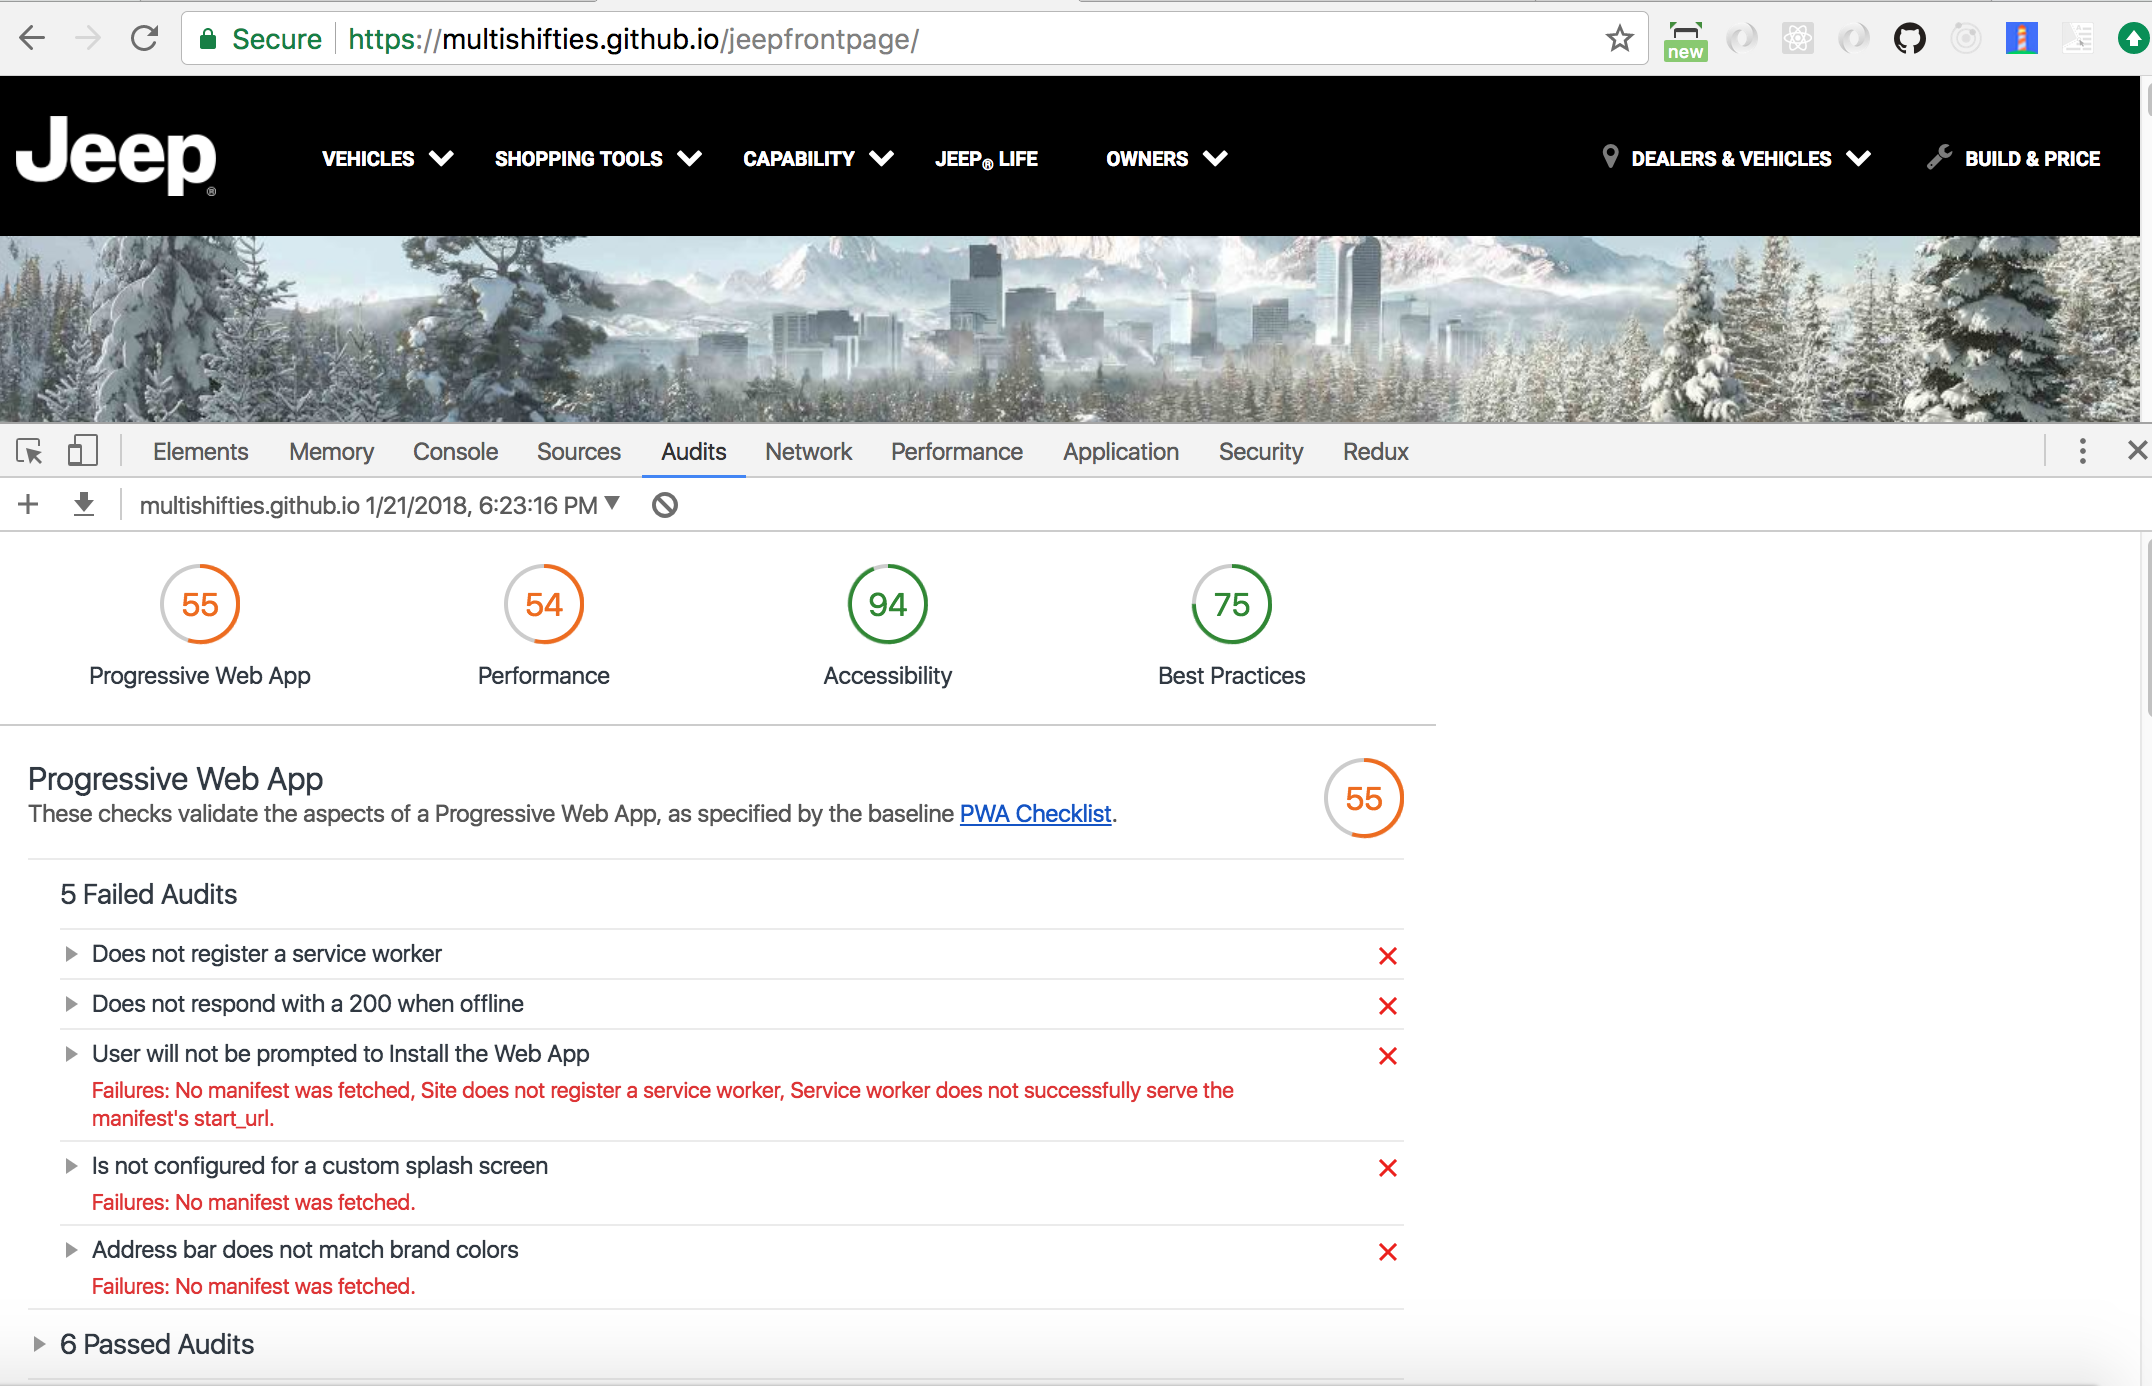 Secure https://multishifties.github.io/jeepfrontpage/
new
Jeep®
VEHICLES SHOPPING TOOLS CAPABILITY JEEP® LIFE OWNERS DEALERS & VEHICLES BUILD & PRICE
Elements Memory Console Sources Audits Network Performance Application Security Redux
multishifties.github.io 1/21/2018, 6:23:16 PM
55 54 94 75
Progressive Web App Performance Accessibility Best Practices
Progressive Web App
55
These checks validate the aspects of a Progressive Web App, as specified by the baseline PWA Checklist.
5 Failed Audits
Does not register a service worker
Does not respond with a 200 when offline
User will not be prompted to Install the Web App
Failures: No manifest was fetched, Site does not register a service worker, Service worker does not successfully serve the
manifest's start_url.
Is not configured for a custom splash screen
Failures: No manifest was fetched.
Address bar does not match brand colors
Failures: No manifest was fetched.
6 Passed Audits